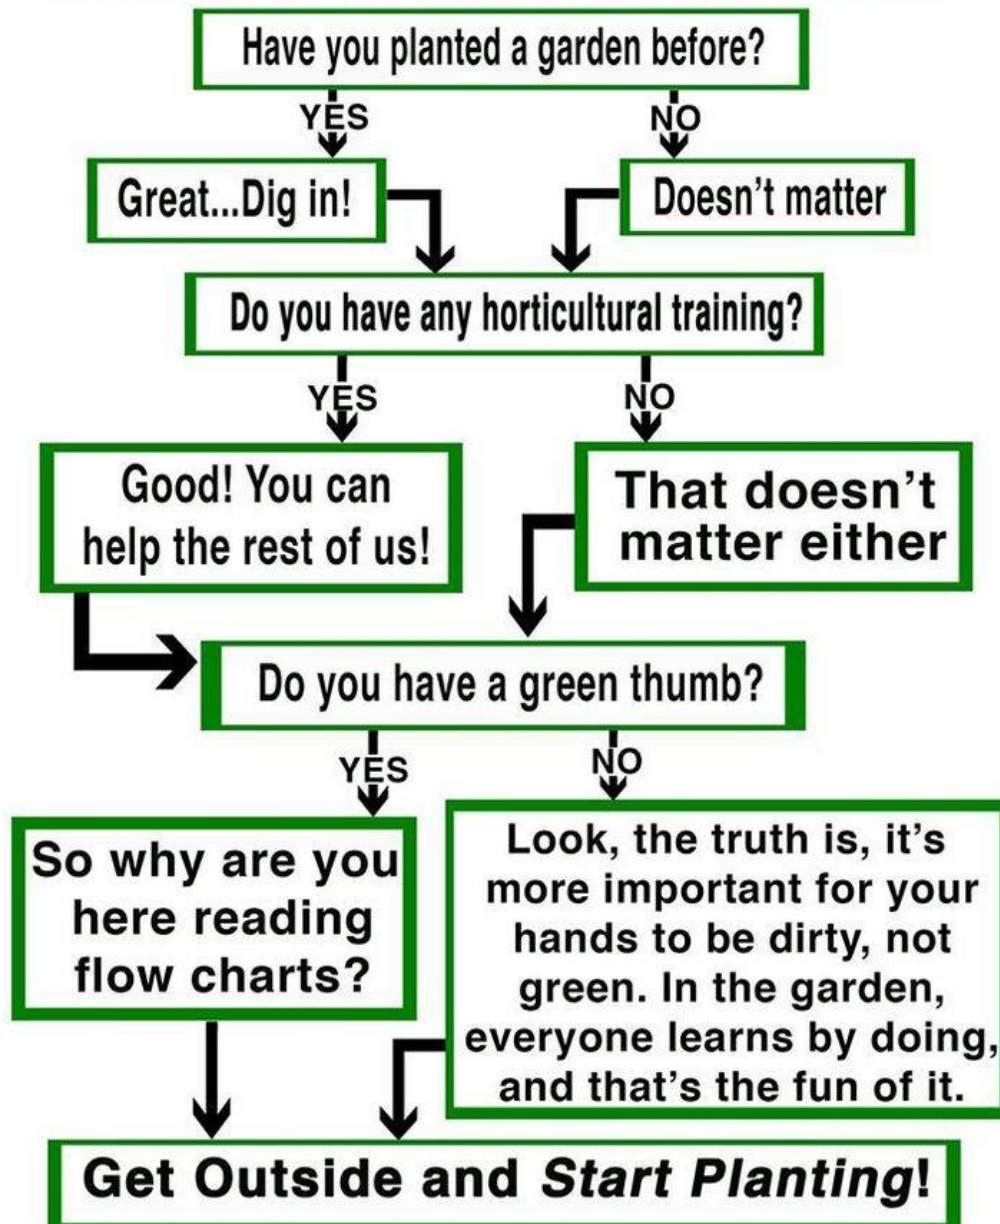 Have you planted a garden before?
YES
NO
Great...Dig in!
Doesn't matter
Do you have any horticultural training?
YES
NO
Good! You can
help the rest of us!
That doesn't
matter either
Do you have a green thumb?
YES
NO
So why are you
here reading
flow charts?
Look, the truth is, it's
more important for your
hands to be dirty, not
green. In the garden,
everyone learns by doing,
and that's the fun of it.
Get Outside and Start Planting!